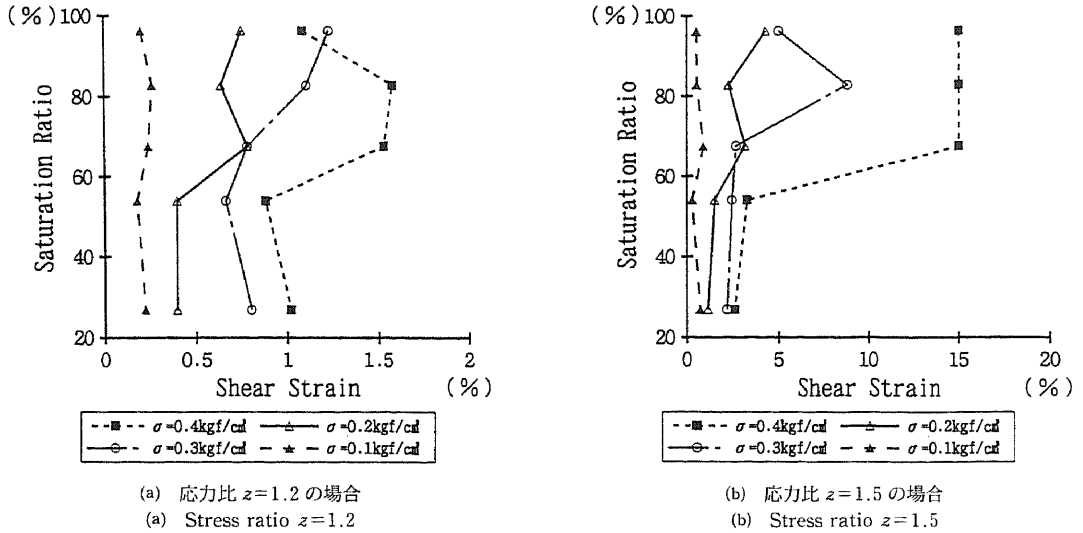 (%) 100
80
60
40
20
Saturation Ratio
0 0.5 1 1.5 2
Shear Strain (%)
σ=0.4kgf/c㎡ σ=0.2kgf/c㎡
σ=0.3kgf/c㎡ σ=0.1kgf/c㎡
(a) 応力比 z=1.2 の場合
(a) Stress ratio z=1.2
(%) 100
80
60
40
20
Saturation Ratio
0 5 10 15 20
Shear Strain (%)
σ=0.4kgf/c㎡ σ=0.2kgf/c㎡
σ=0.3kgf/c㎡ σ=0.1kgf/c㎡
(b) 応力比 z=1.5 の場合
(b) Stress ratio z=1.5